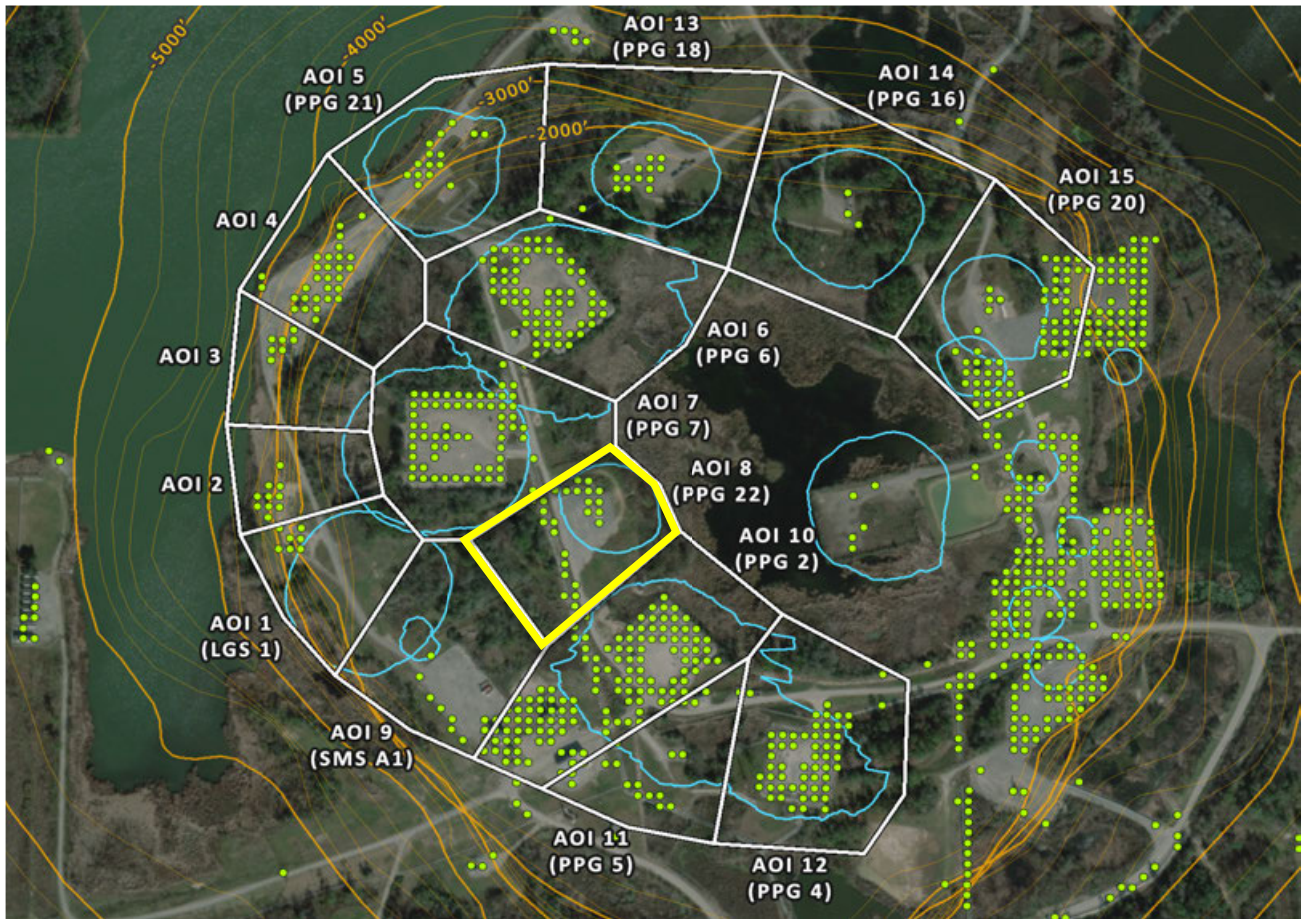 -5000'
-4000'
AOI 13
(PPG 18)
AOI 5
(PPG 21)
AOI 14
(PPG 16)
-3000'
-2000'
AOI 15
(PPG 20)
AOI 4
AOI 3
AOI 6
(PPG 6)
AOI 7
(PPG 7)
AOI 8
(PPG 22)
AOI 2
AOI 10
(PPG 2)
AOI 1
(LGS 1)
AOI 9
(SMS A1)
AOI 11
(PPG 5)
AOI 12
(PPG 4)